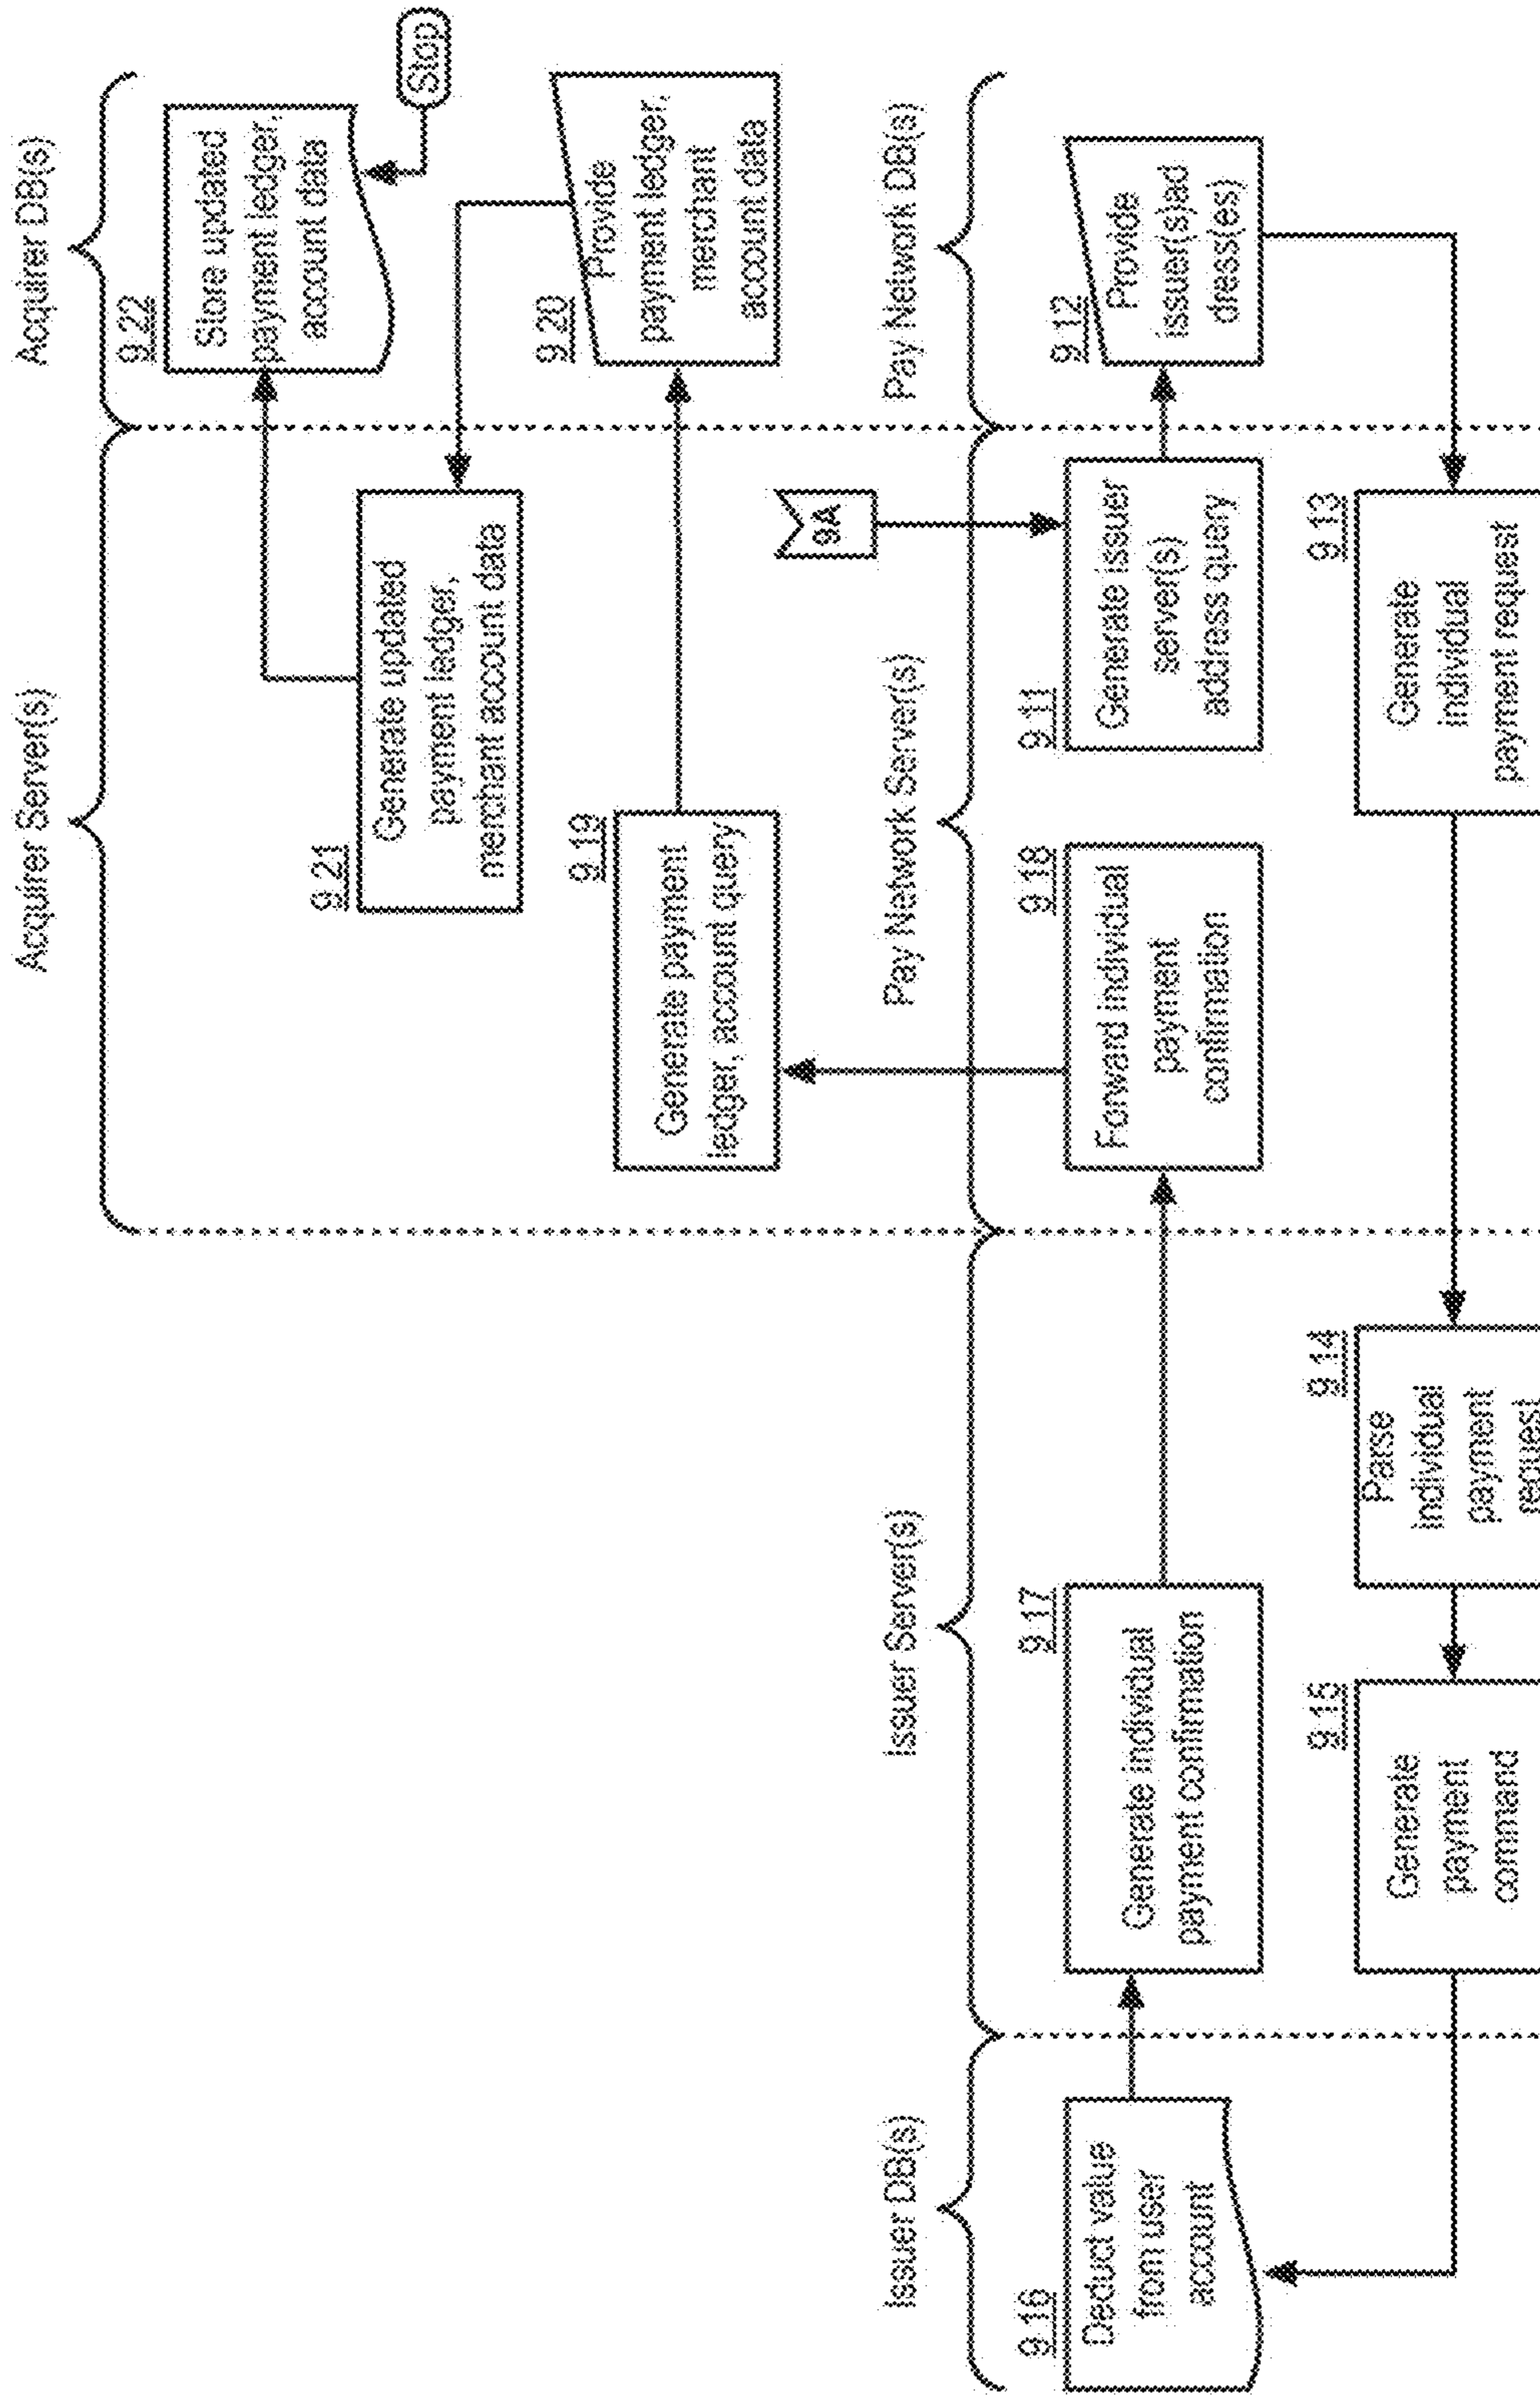 Acquirer Server(s)
Acquirer DB(s)
9 22
Store updated
payment ledger,
account data
Stop
9 21
Generate updated
payment ledger,
merchant account data
9 20
Provide
payment ledger,
merchant
account data
9 19
Generate payment
ledger, account query
9A
Issuer DB(s)
Issuer Server(s)
Pay Network Server(s)
Pay Network DB(s)
9 16
Deduct value
from user
account
9 17
Generate individual
payment confirmation
9 18
Forward individual
payment
confirmation
9 11
Generate issuer
server(s)
address query
9 12
Provide
issuer(s)ad
dress(es)
9 15
Generate
payment
command
9 14
Parse
individual
payment
request
9 13
Generate
individual
payment request